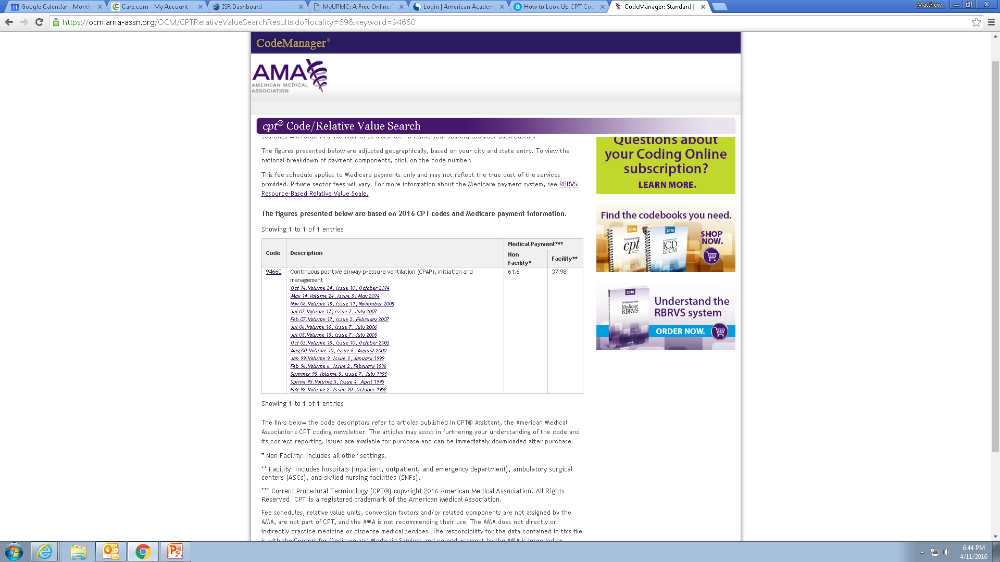 11 Google Calendar - Month
Care.com - My Account
ISR Dashboard
MyUPMC: A Free Online P
Login | American Academ
How to Look Up CPT Cod
CodeManager: Standard |
Matthew
https://ocm.ama-assn.org/OCM/CPTRelativeValueSearchResults.do?locality=69&keyword=94660
CodeManager®
AMA
AMERICAN MEDICAL
ASSOCIATION
cpt® Code/Relative Value Search
searches will result in a maximum of 25 matches. To refine your search, use your back button.
The figures presented below are adjusted geographically, based on your city and state entry. To view the
national breakdown of payment components, click on the code number.
This fee schedule applies to Medicare payments only and may not reflect the true cost of the services
provided. Private sector fees will vary. For more information about the Medicare payment system, see RBRVS:
Resource-Based Relative Value Scale.
The figures presented below are based on 2016 CPT codes and Medicare payment information.
Showing 1 to 1 of 1 entries
Code
Description
Medical Payment***
Non
Facility*
Facility**
94660
Continuous positive airway pressure ventilation (CPAP), initiation and
management
61.6
37.98
Oct 14.Volume 24, Issue 10, October 2014
May 14.Volume 24, Issue 5, May 2014
Nov 08.Volume 18, Issue 11, November 2008
Jul 07.Volume 17, Issue 7, July 2007
Feb 07.Volume 17, Issue 2, February 2007
Jul 06.Volume 16, Issue 7, July 2006
Jul 05.Volume 15, Issue 7, July 2005
Oct 03.Volume 13, Issue 10, October 2003
Aug 00.Volume 10, Issue 8, August 2000
Jan 99.Volume 9, Issue 1, January 1999
Feb 96.Volume 6, Issue 2, February 1996
Summer 95.Volume 5, Issue 7, July 1995
Spring 95.Volume 5, Issue 4, April 1995
Fall 92.Volume 2, Issue 10, October 1992
Showing 1 to 1 of 1 entries
The links below the code descriptors refer to articles published in CPT® Assistant, the American Medical
Association's CPT coding newsletter. The articles may assist in furthering your understanding of the code and
its correct reporting. Issues are available for purchase and can be immediately downloaded after purchase.
* Non Facility: Includes all other settings.
** Facility: Includes hospitals (inpatient, outpatient, and emergency department), ambulatory surgical
centers (ASCs), and skilled nursing facilities (SNFs).
*** Current Procedural Terminology (CPT®) copyright 2016 American Medical Association. All Rights
Reserved. CPT is a registered trademark of the American Medical Association.
Fee schedules, relative value units, conversion factors and/or related components are not assigned by the
AMA, are not part of CPT, and the AMA is not recommending their use. The AMA does not directly or
indirectly practice medicine or dispense medical services. The responsibility for the data contained in this file
is with the Centers for Medicare and Medicaid Services and no endorsement by the AMA is intended or
Questions about
your Coding Online
subscription?
LEARN MORE.
Find the codebooks you need.
2016
cpt
2016
ICD
10-CM
SHOP
NOW.
2016
Medicare
RBRVS
Understand the
RBRVS system
ORDER NOW.
6:44 PM
4/11/2016